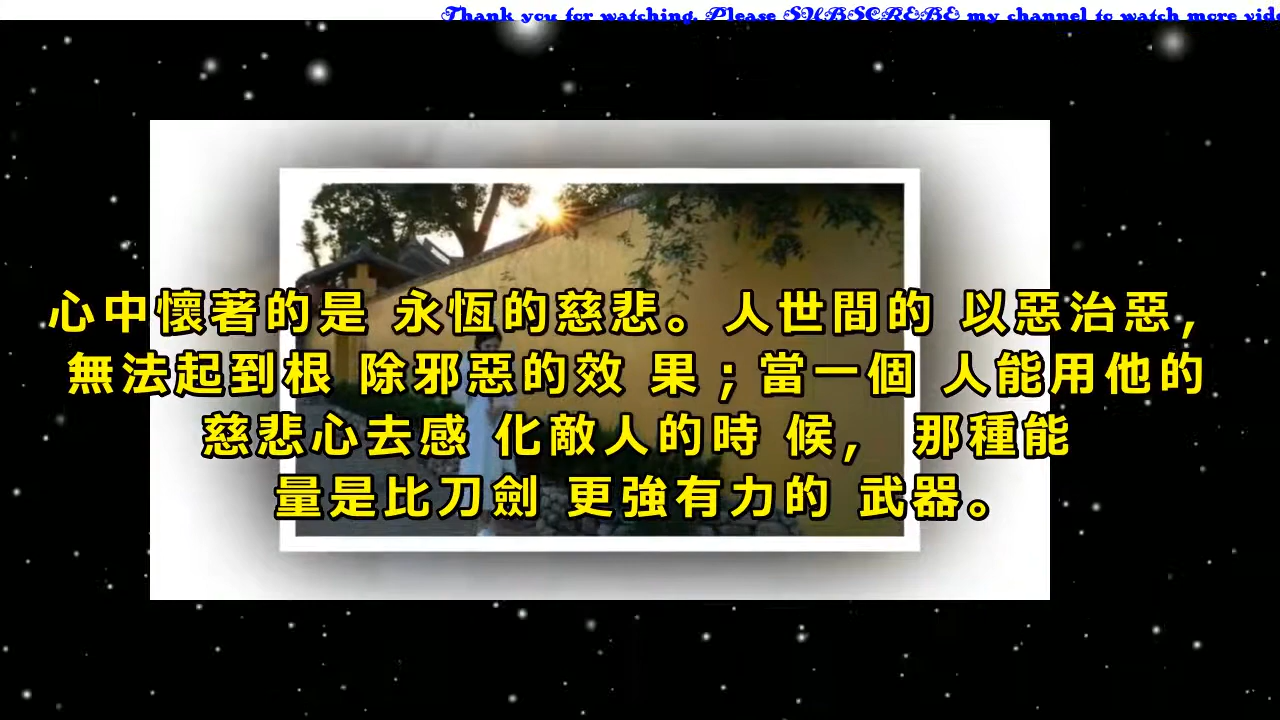 Thank you for watching. Please SUBSCRIBE my channel to watch more
心中懷著的是 永恆的慈悲。人世間的 以惡治惡，
無法起到根 除邪惡的效 果；當一個 人能用他的
慈悲心去感 化敵人的時 候， 那種能
量是比刀劍 更強有力的 武器。